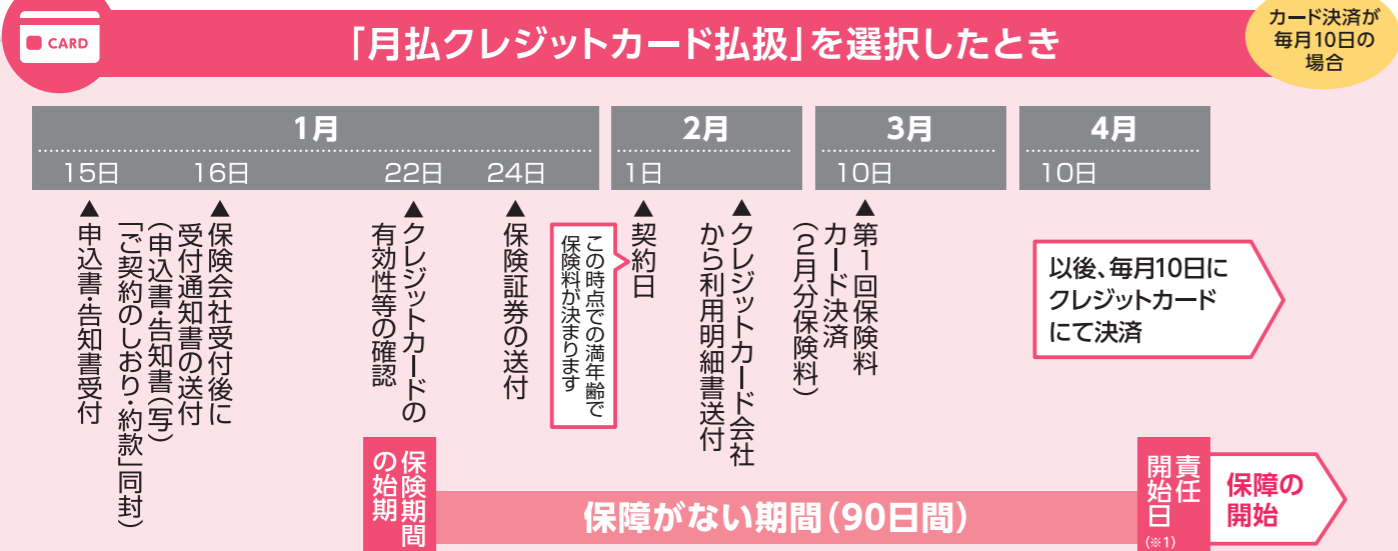 CARD
「月払クレジットカード払扱」を選択したとき
カード決済が
毎月10日の
場合
1月
2月
3月
4月
15日
16日
22日
24日
1日
10日
10日
▲申込書・告知書受付
▲保険会社受付後に
受付通知書の送付
(申込書・告知書(写)
「ご契約のしおり・約款」同封)
▲クレジットカードの
有効性等の確認
▲保険証券の送付
この時点での満年齢で
保険料が決まります
▲契約日
▲クレジットカード会社
から利用明細書送付
▲第1回保険料
カード決済
(2月分保険料)
以後、毎月10日に
クレジットカード
にて決済
保険期間
の始期
保障がない期間(90日間)
責任
開始日
(※1)
保障の
開始